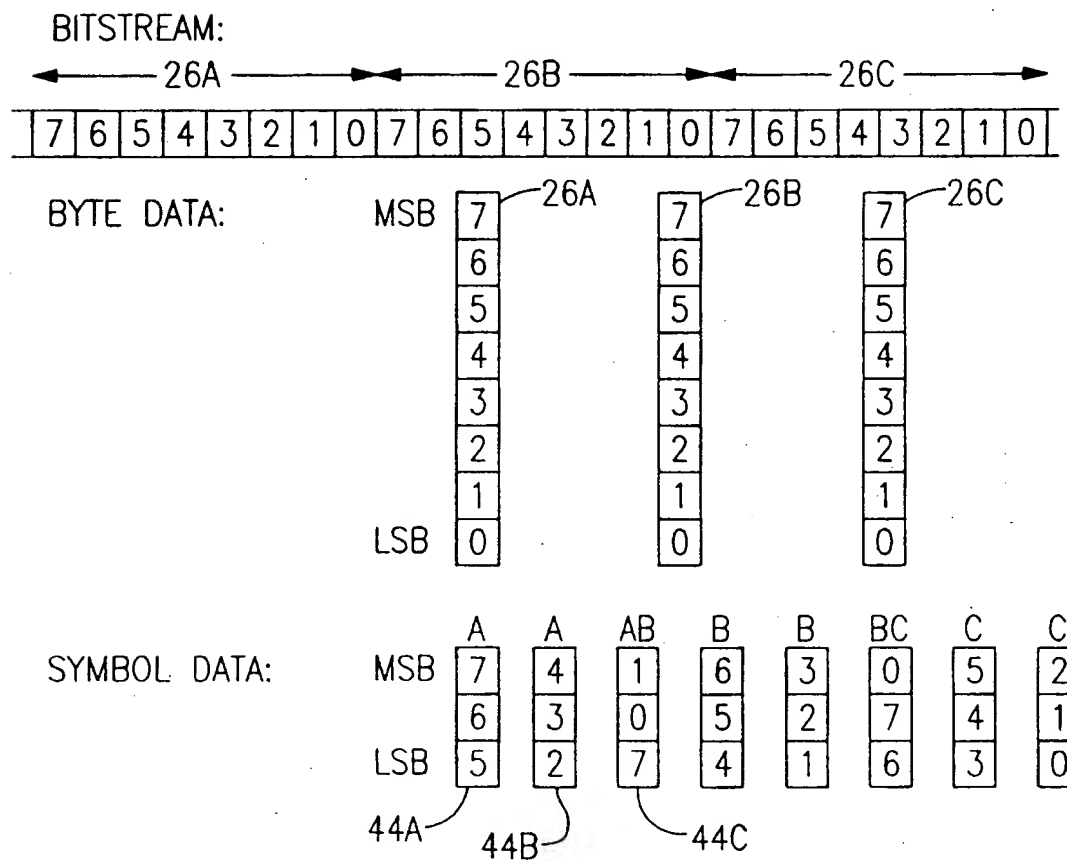 BITSTREAM:
26A 26B 26C
7 6 5 4 3 2 1 0 7 6 5 4 3 2 1 0 7 6 5 4 3 2 1 0
BYTE DATA: MSB 7 26A 7 26B 7 26C
6 6 6
5 5 5
4 4 4
3 3 3
2 2 2
1 1 1
LSB 0 0 0
A A AB B B BC C C
SYMBOL DATA: MSB 7 4 1 6 3 0 5 2
6 3 0 5 2 7 4 1
LSB 5 2 7 4 1 6 3 0
44A 44B 44C